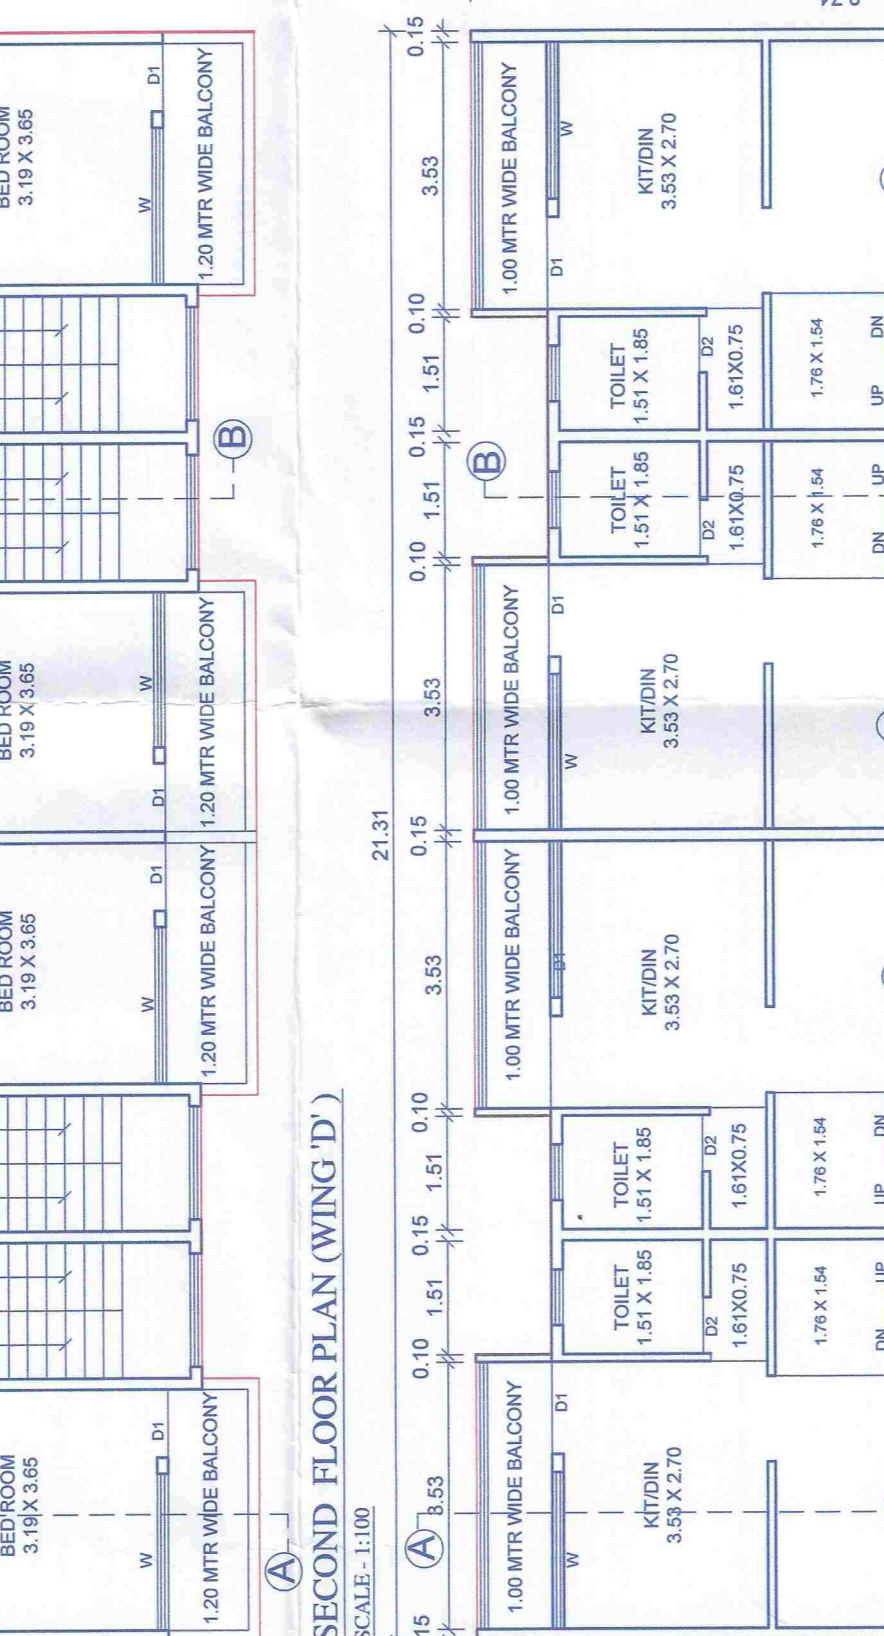 BED ROOM
3.19 X 3.65
D1
W
1.20 MTR WIDE BALCONY
B
BED ROOM
3.19 X 3.65
W
D1
1.20 MTR WIDE BALCONY
BED ROOM
3.19 X 3.65
D1
W
1.20 MTR WIDE BALCONY
BED ROOM
3.19 X 3.65
D1
W
1.20 MTR WIDE BALCONY
A
SECOND FLOOR PLAN (WING 'D')
SCALE - 1:100
21.31
0.15
3.53
0.10
1.51
0.15
1.51
0.10
3.53
0.15
3.53
0.10
1.51
0.15
1.51
0.10
3.53
15
A
B
1.00 MTR WIDE BALCONY
W
D1
KIT/DIN
3.53 X 2.70
TOILET
1.51 X 1.85
D2
1.61X0.75
1.76 X 1.54
UP
DN
TOILET
1.51 X 1.85
D2
1.61X0.75
1.76 X 1.54
DN
UP
1.00 MTR WIDE BALCONY
D1
W
KIT/DIN
3.53 X 2.70
1.00 MTR WIDE BALCONY
D1
KIT/DIN
3.53 X 2.70
TOILET
1.51 X 1.85
D2
1.61X0.75
1.76 X 1.54
UP
DN
TOILET
1.51 X 1.85
D2
1.61X0.75
1.76 X 1.54
DN
UP
1.00 MTR WIDE BALCONY
D1
W
KIT/DIN
3.53 X 2.70